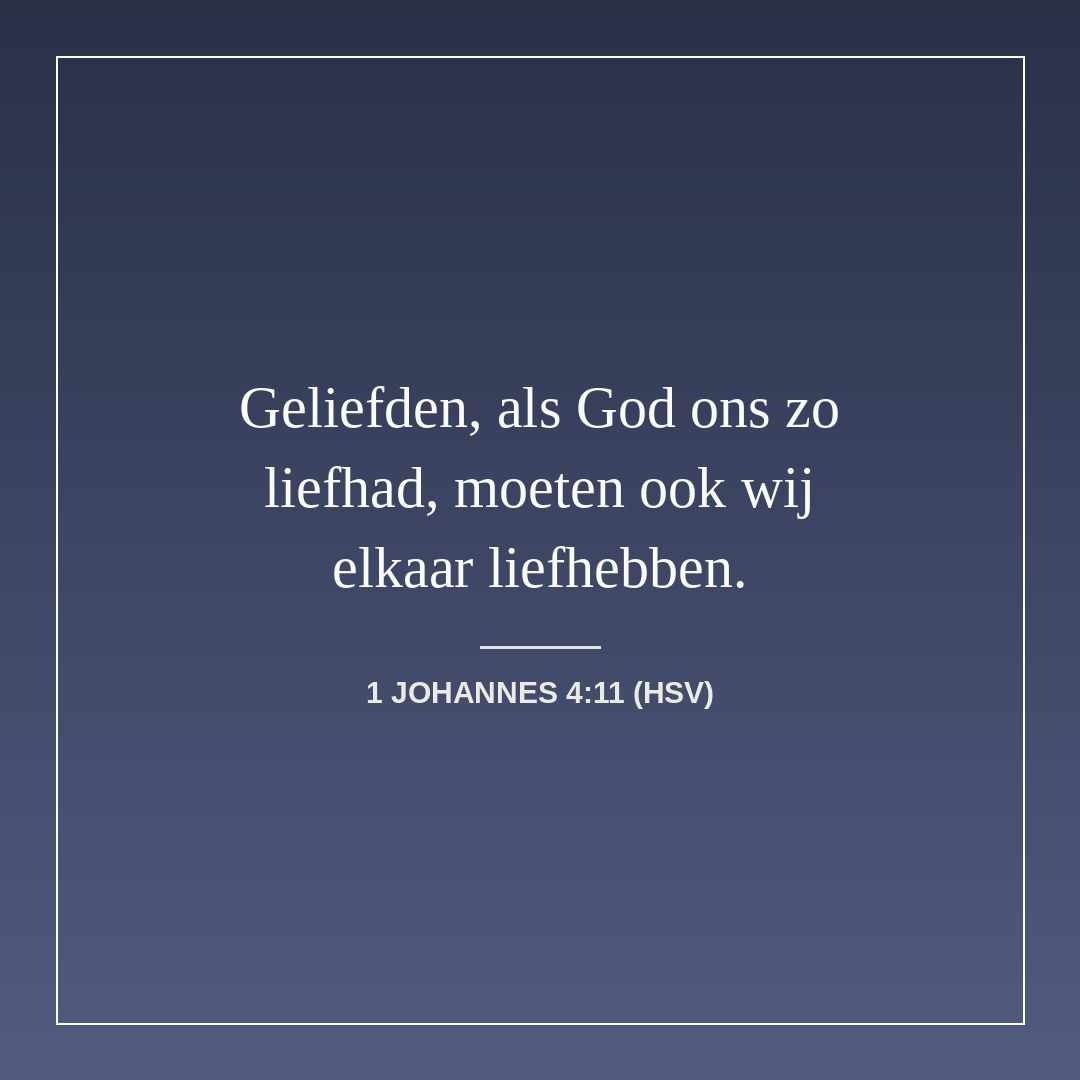 Geliefden, als God ons zo
liefhad, moeten ook wij
elkaar liefhebben.
1 JOHANNES 4:11 (HSV)